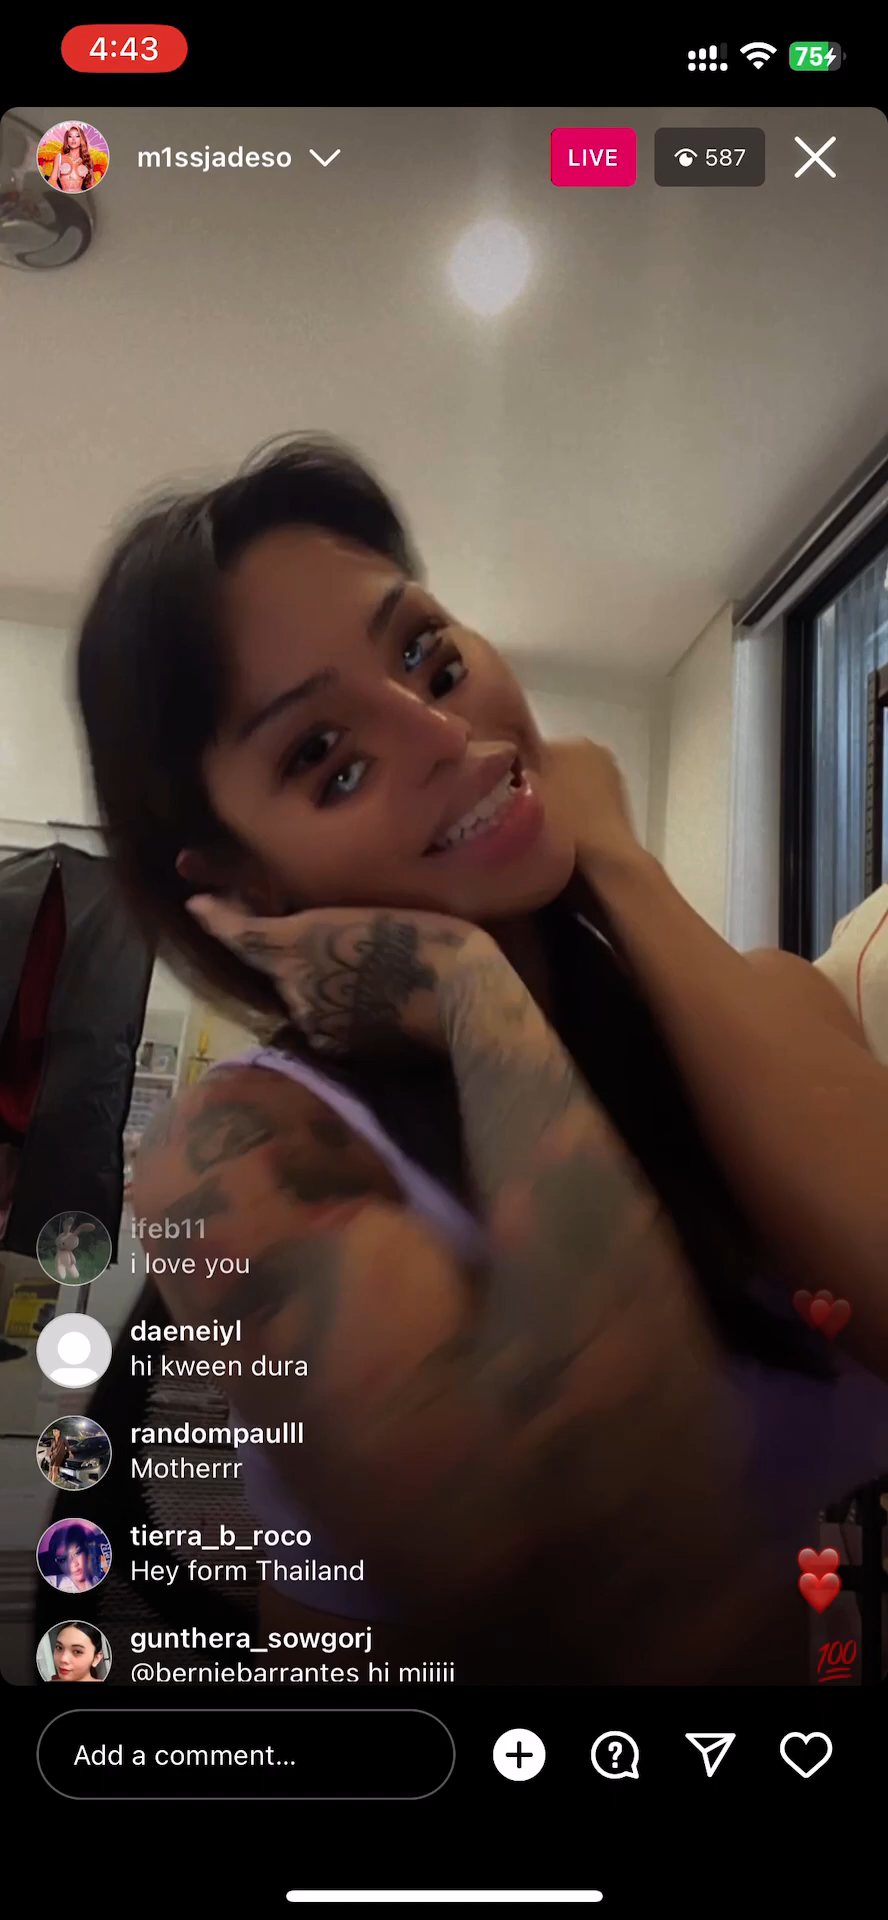 4:43
75
m1ssjadeso
LIVE
587
ifeb11
i love you
daeneiyl
hi kween dura
randompaulll
Motherrr
tierra_b_roco
Hey form Thailand
gunthera_sowgorj
@berniebarrantes hi miiiii
100
Add a comment...